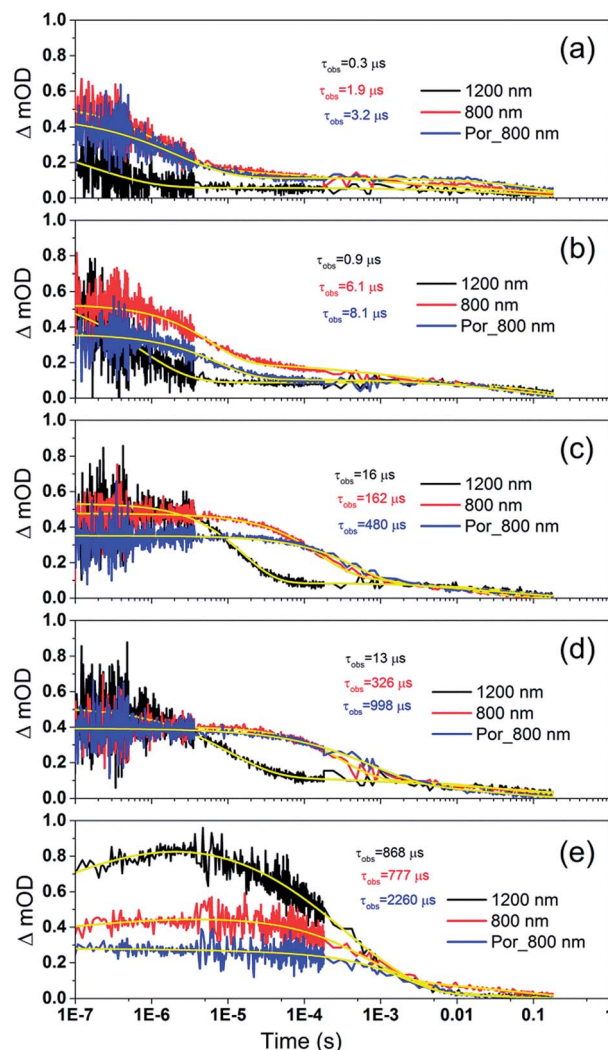 1.0
(a)
0.8
τobs=0.3 μs
1200 nm
0.6
τobs=1.9 μs
800 nm
0.4
τobs=3.2 μs
Por_800 nm
0.2
0.0
Δ mOD
1.0
(b)
0.8
τobs=0.9 μs
1200 nm
0.6
τobs=6.1 μs
800 nm
0.4
τobs=8.1 μs
Por_800 nm
0.2
0.0
Δ mOD
1.0
(c)
0.8
τobs=16 μs
1200 nm
0.6
τobs=162 μs
800 nm
0.4
τobs=480 μs
Por_800 nm
0.2
0.0
Δ mOD
1.0
(d)
0.8
τobs=13 μs
1200 nm
0.6
τobs=326 μs
800 nm
0.4
τobs=998 μs
Por_800 nm
0.2
0.0
Δ mOD
1.0
(e)
0.8
τobs=868 μs
1200 nm
0.6
τobs=777 μs
800 nm
0.4
τobs=2260 μs
Por_800 nm
0.2
0.0
Δ mOD
1E-7 1E-6 1E-5 1E-4 1E-3 0.01 0.1 1
Time (s)